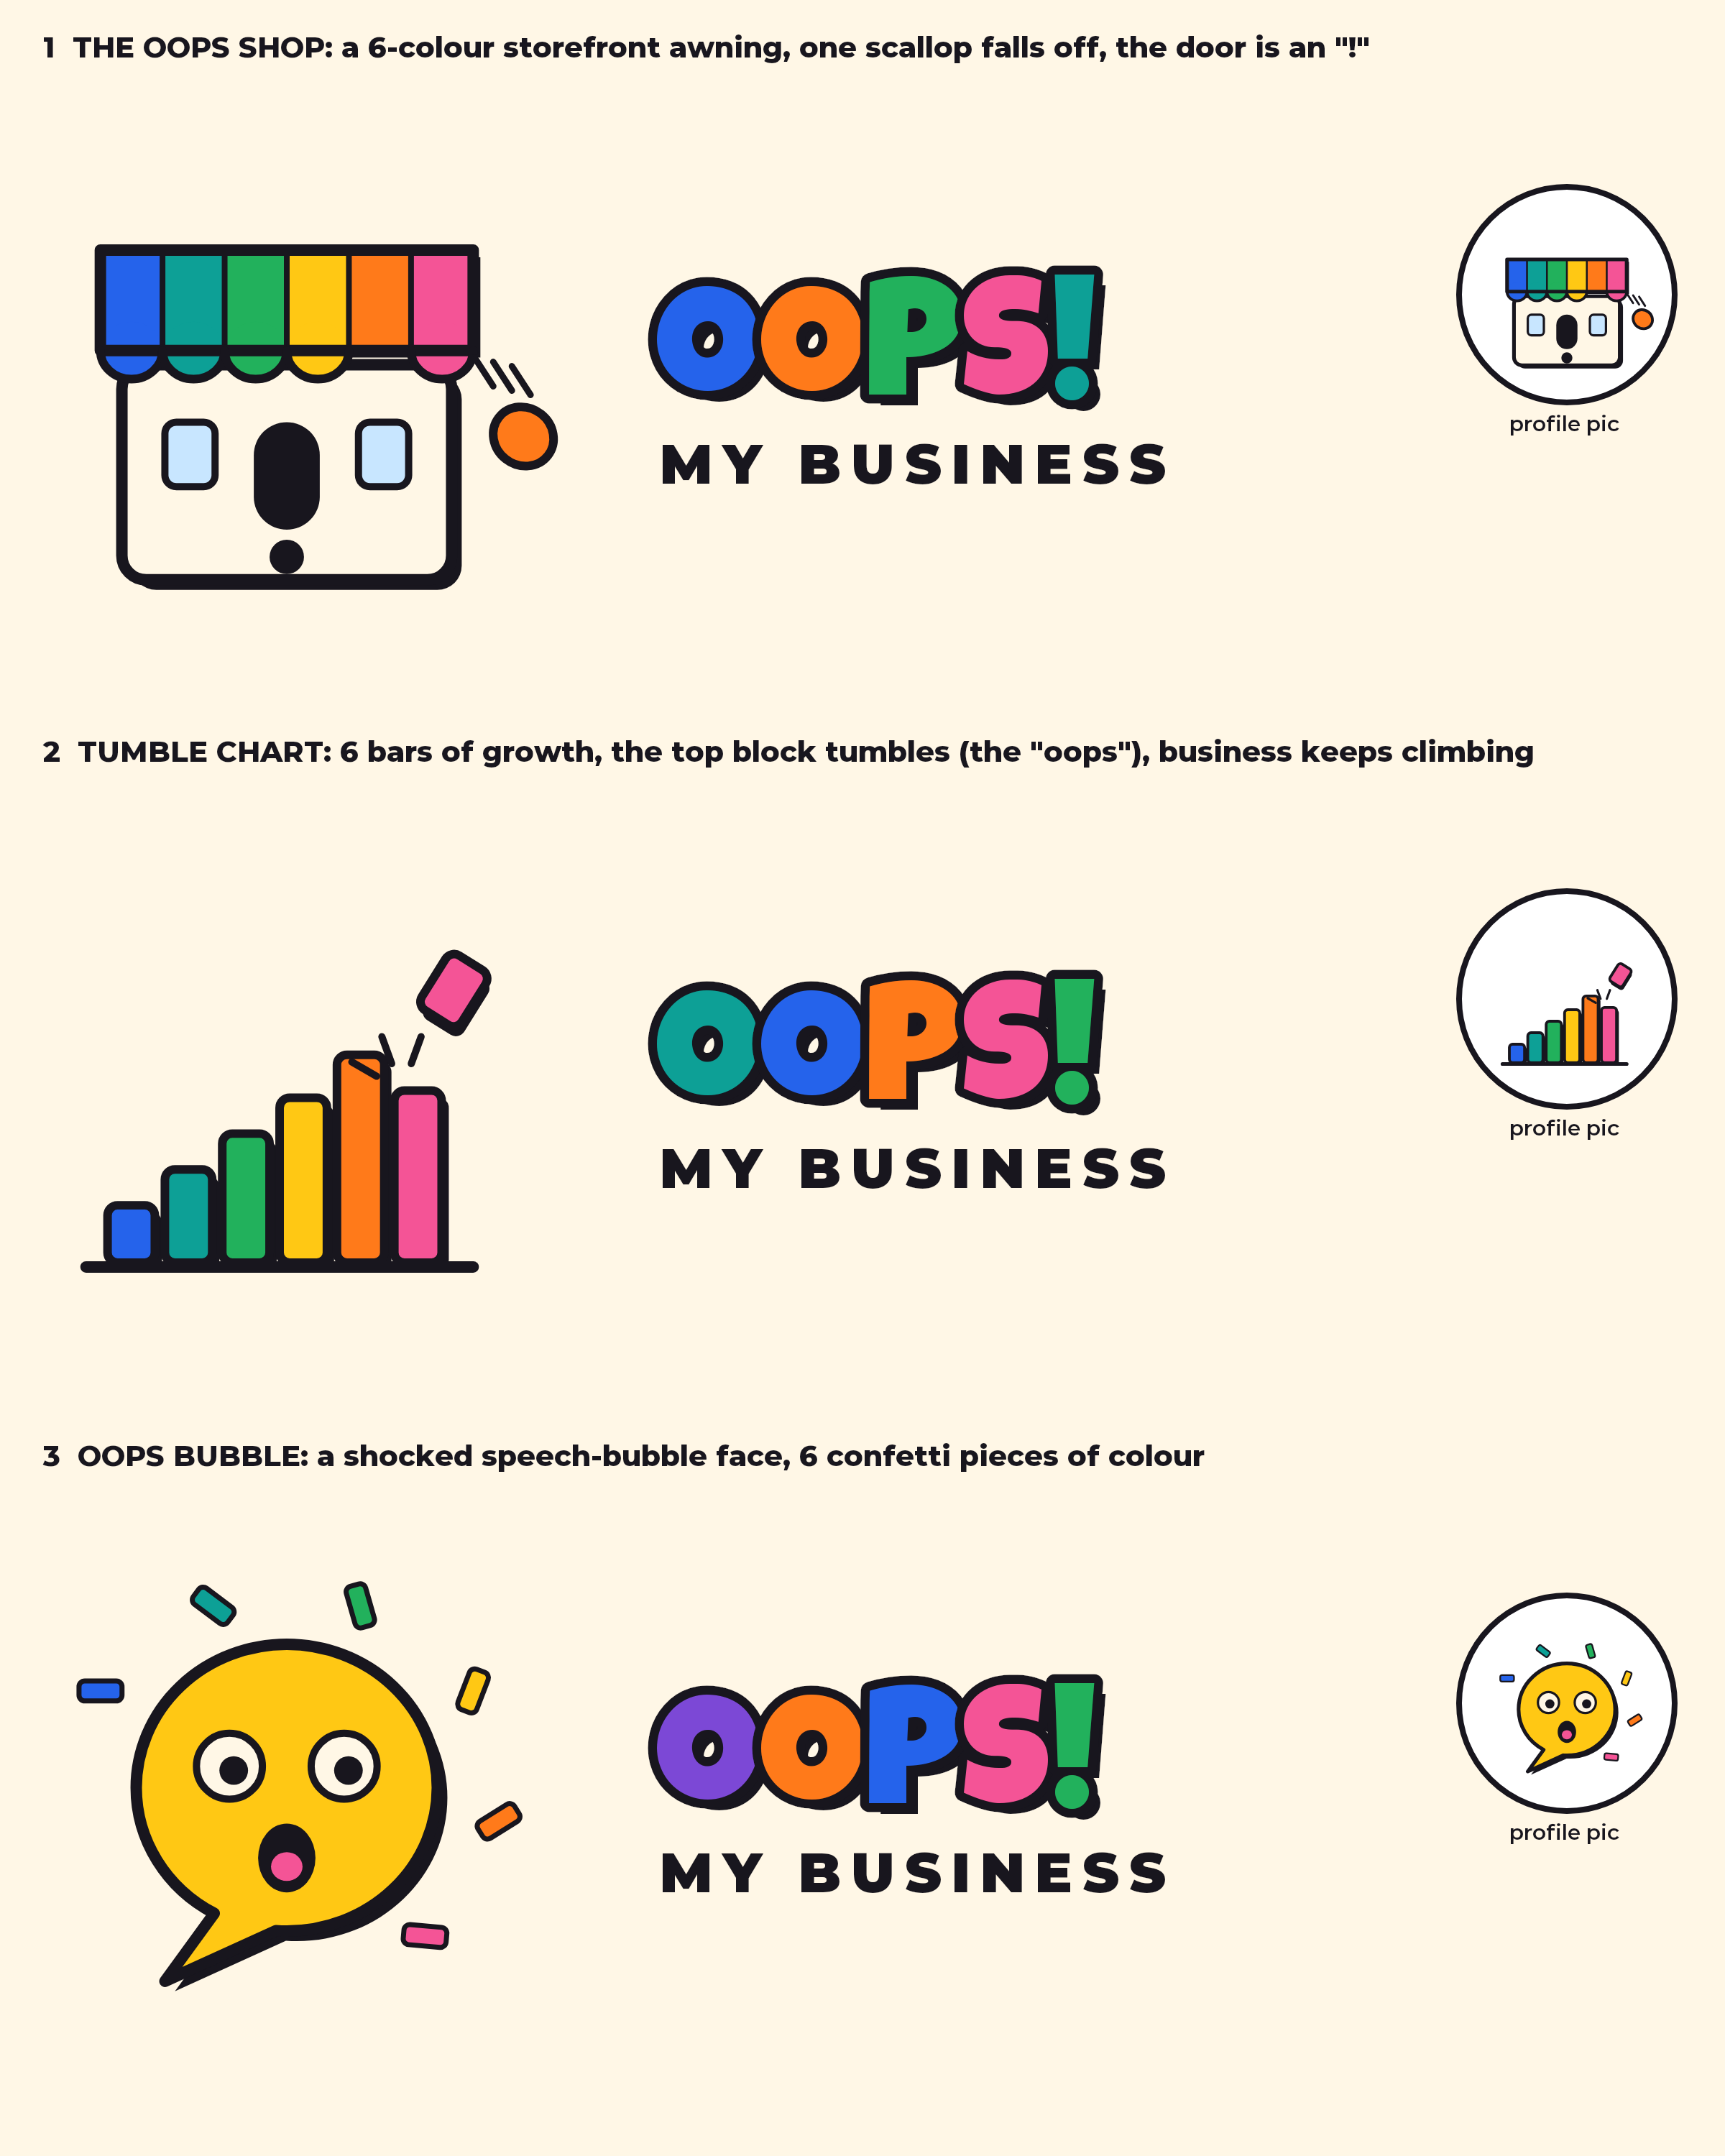 1 THE OOPS SHOP: a 6-colour storefront awning, one scallop falls off, the door is an "!"
OOPS!
MY BUSINESS
profile pic
2 TUMBLE CHART: 6 bars of growth, the top block tumbles (the "oops"), business keeps climbing
OOPS!
MY BUSINESS
profile pic
3 OOPS BUBBLE: a shocked speech-bubble face, 6 confetti pieces of colour
OOPS!
MY BUSINESS
profile pic